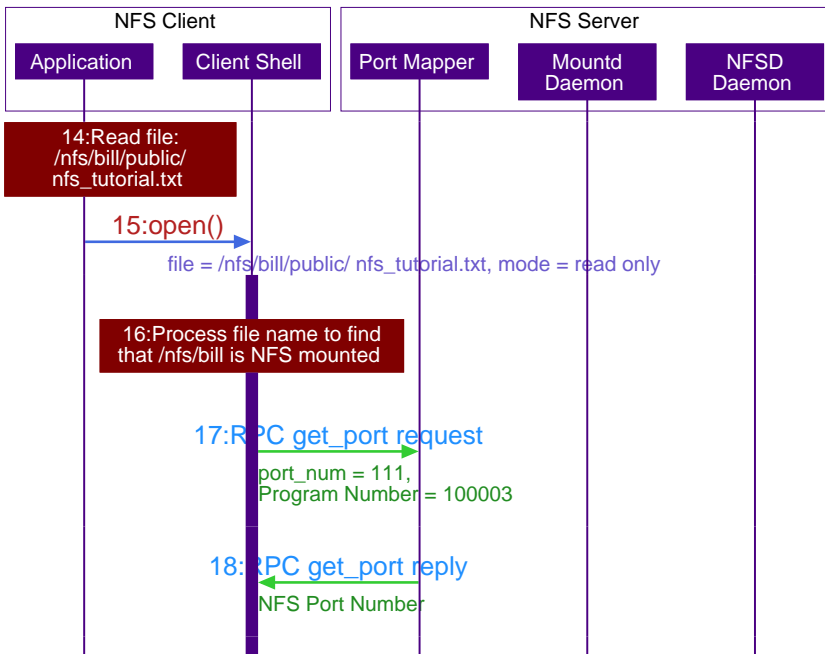 NFS Client
NFS Server
Application
Client Shell
Port Mapper
Mountd
Daemon
NFSD
Daemon
14:Read file:
/nfs/bill/public/
nfs_tutorial.txt
15:open()
file = /nfs/bill/public/ nfs_tutorial.txt, mode = read only
16:Process file name to find
that /nfs/bill is NFS mounted
17:RPC get_port request
port_num = 111,
Program Number = 100003
18:RPC get_port reply
NFS Port Number